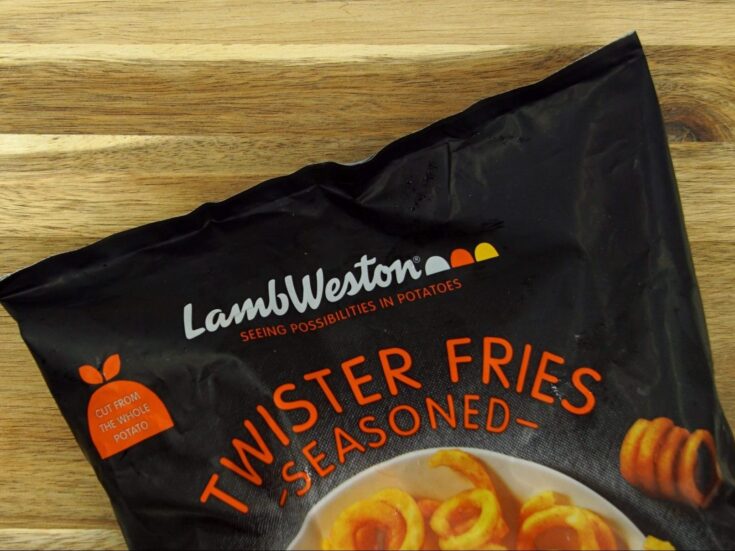 LambWeston®
SEEING POSSIBILITIES IN POTATOES
TWISTER FRIES
-SEASONED-
CUT FROM
THE WHOLE
POTATO